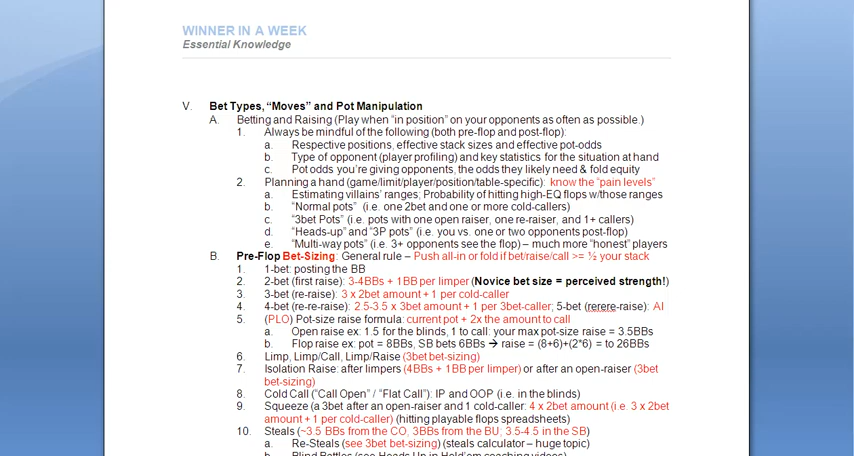 WINNER IN A WEEK
Essential Knowledge
V. Bet Types, “Moves” and Pot Manipulation
A. Betting and Raising (Play when “in position” on your opponents as often as possible.)
1. Always be mindful of the following (both pre-flop and post-flop):
a. Respective positions, effective stack sizes and effective pot-odds
b. Type of opponent (player profiling) and key statistics for the situation at hand
c. Pot odds you’re giving opponents, the odds they likely need & fold equity
2. Planning a hand (game/limit/player/position/table-specific): know the “pain levels”
a. Estimating villains’ ranges; Probability of hitting high-EQ flops w/those ranges
b. “Normal pots” (i.e. one 2bet and one or more cold-callers)
c. “3bet Pots” (i.e. pots with one open raiser, one re-raiser, and 1+ callers)
d. “Heads-up” and “3P pots” (i.e. you vs. one or two opponents post-flop)
e. “Multi-way pots” (i.e. 3+ opponents see the flop) – much more “honest” players
B. Pre-Flop Bet-Sizing: General rule – Push all-in or fold if bet/raise/call >= ½ your stack
1. 1-bet: posting the BB
2. 2-bet (first raise): 3-4BBs + 1BB per limper (Novice bet size = perceived strength!)
3. 3-bet (re-raise): 3 x 2bet amount + 1 per cold-caller
4. 4-bet (re-re-raise): 2.5-3.5 x 3bet amount + 1 per 3bet-caller; 5-bet (rerere-raise): AI
5. (PLO) Pot-size raise formula: current pot + 2x the amount to call
a. Open raise ex: 1.5 for the blinds, 1 to call: your max pot-size raise = 3.5BBs
b. Flop raise ex: pot = 8BBs, SB bets 6BBs → raise = (8+6)+(2*6) = to 26BBs
6. Limp, Limp/Call, Limp/Raise (3bet bet-sizing)
7. Isolation Raise: after limpers (4BBs + 1BB per limper) or after an open-raiser (3bet
bet-sizing)
8. Cold Call (“Call Open” / “Flat Call”): IP and OOP (i.e. in the blinds)
9. Squeeze (a 3bet after an open-raiser and 1 cold-caller: 4 x 2bet amount (i.e. 3 x 2bet
amount + 1 per cold-caller) (hitting playable flops spreadsheets)
10. Steals (~3.5 BBs from the CO, 3BBs from the BU; 3.5-4.5 in the SB)
a. Re-Steals (see 3bet bet-sizing) (steals calculator – huge topic)
b. Blind Battles (see Heads Up in Hold’em coaching videos)